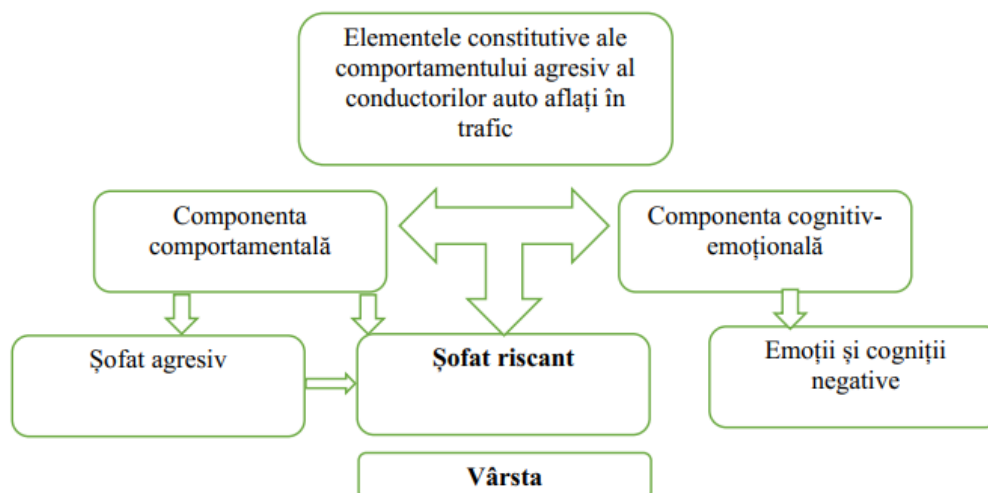 Elementele constitutive ale
comportamentului agresiv al
conductorilor auto aflați în
trafic
Componenta
comportamentală
Componenta cognitiv-
emoțională
Șofat agresiv
Șofat riscant
Emoții și cogniții
negative
Vârsta